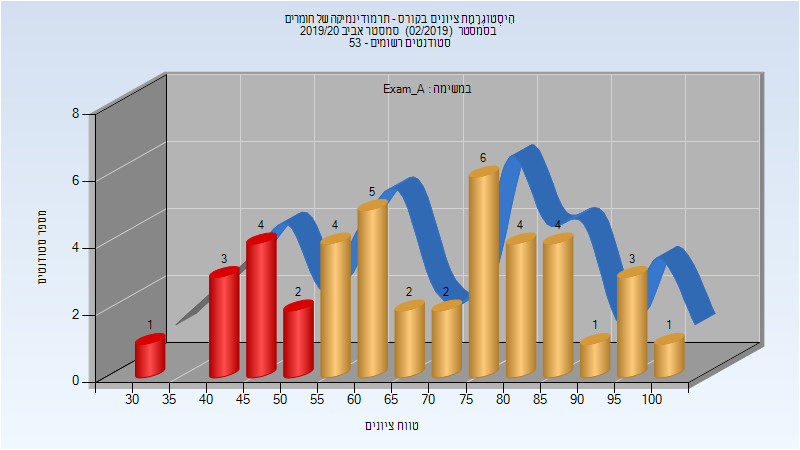 היסטוגרמת ציונים בקורס - תרמודינמיקה של חומרים
בסמסטר (02/2019) סמסטר אביב 2019/20
סטודנטים רשומים - 53
במשימה : Exam_A
מספר סטודנטים
8
6
4
2
0
1
3
4
2
4
5
2
2
6
4
4
1
3
1
30 35 40 45 50 55 60 65 70 75 80 85 90 95 100
טווח ציונים